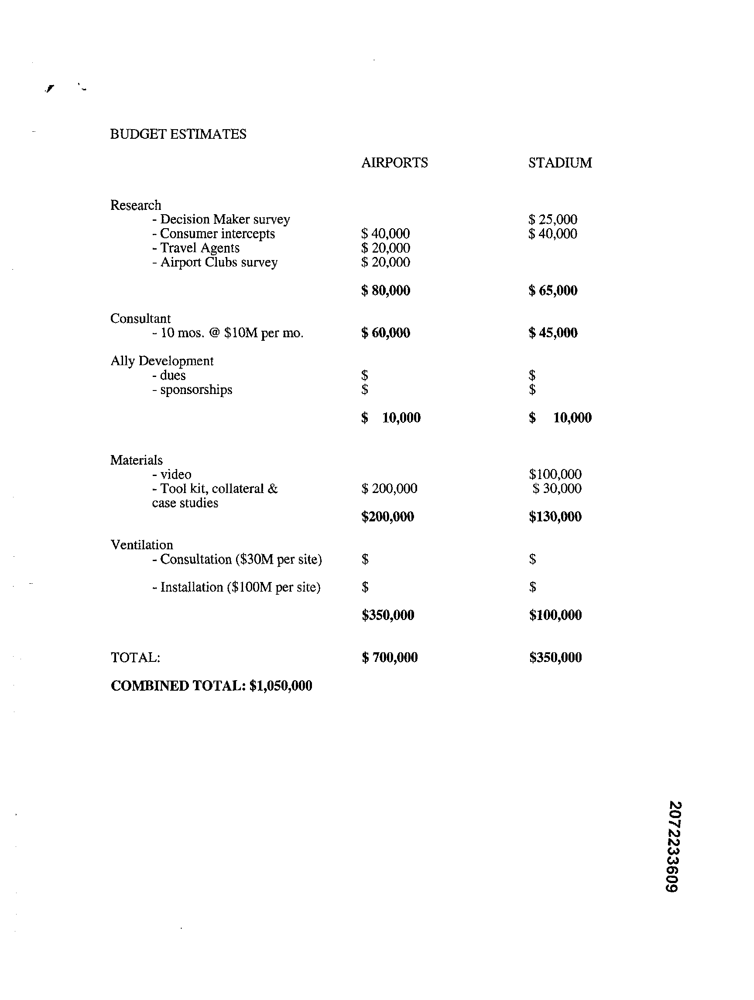 BUDGET ESTIMATES
AIRPORTS STADIUM
Research
- Decision Maker survey $ 25,000
- Consumer intercepts $ 40,000 $ 40,000
- Travel Agents $ 20,000
- Airport Clubs survey $ 20,000
$ 80,000 $ 65,000
Consultant
- 10 mos. @ $10M per mo. $ 60,000 $ 45,000
Ally Development
- dues $ $
- sponsorships $ $
$ 10,000 $ 10,000
Materials
- video $100,000
- Tool kit, collateral & $ 200,000 $ 30,000
case studies
$200,000 $130,000
Ventilation
- Consultation ($30M per site) $ $
- Installation ($100M per site) $ $
$350,000 $100,000
TOTAL: $ 700,000 $350,000
COMBINED TOTAL: $1,050,000
2072233609